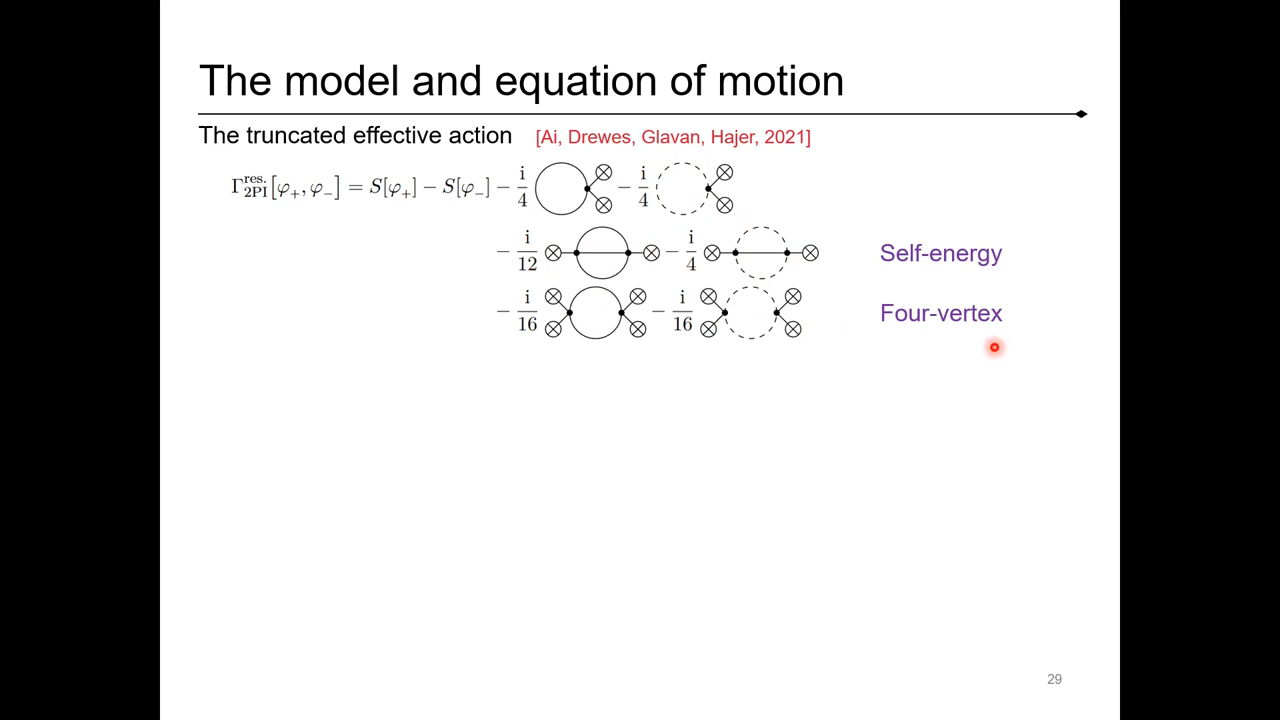 The model and equation of motion
The truncated effective action [Ai, Drewes, Glavan, Hajer, 2021]
Γ^{res.}_{2PI}[φ₊, φ₋] = S[φ₊] − S[φ₋] − i/4 − i/4
− i/12 − i/4 Self-energy
− i/16 − i/16 Four-vertex
29